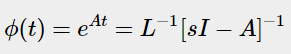 ϕ(t) = e^{At} = L^{−1}[sI − A]^{−1}